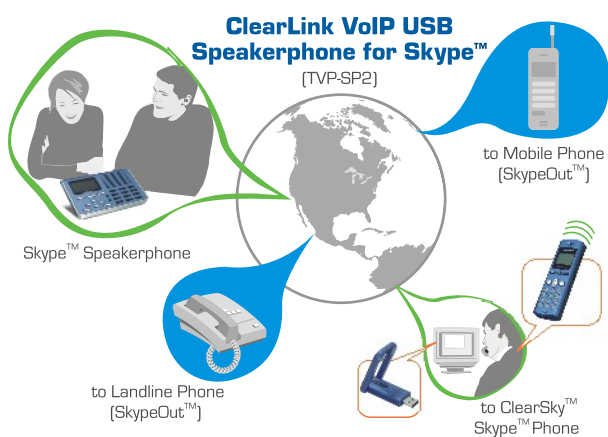 ClearLink VoIP USB
Speakerphone for Skype™
(TVP-SP2)
to Mobile Phone
(SkypeOut™)
Skype™ Speakerphone
to Landline Phone
(SkypeOut™)
to ClearSky™
Skype™ Phone